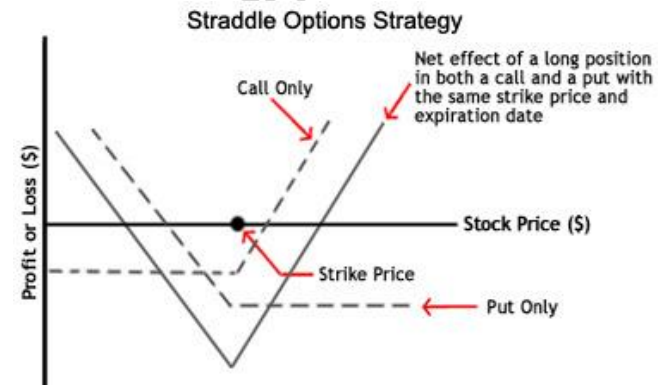 Straddle Options Strategy
Net effect of a long position
in both a call and a put with
the same strike price and
expiration date
Call Only
Profit or Loss ($)
Stock Price ($)
Strike Price
Put Only